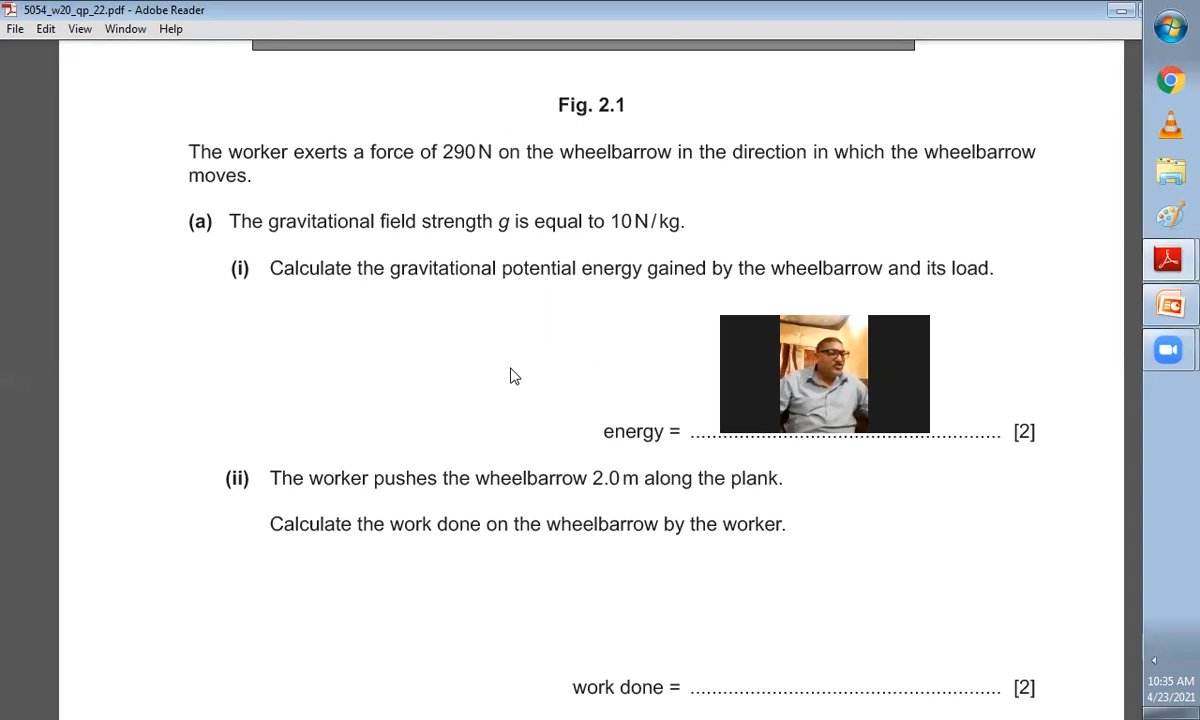 5054_w20_qp_22.pdf - Adobe Reader
File Edit View Window Help
Fig. 2.1
The worker exerts a force of 290 N on the wheelbarrow in the direction in which the wheelbarrow
moves.
(a) The gravitational field strength g is equal to 10 N/kg.
(i) Calculate the gravitational potential energy gained by the wheelbarrow and its load.
energy = ........................................................ [2]
(ii) The worker pushes the wheelbarrow 2.0 m along the plank.
Calculate the work done on the wheelbarrow by the worker.
work done = ........................................................ [2]
10:35 AM
4/23/2021